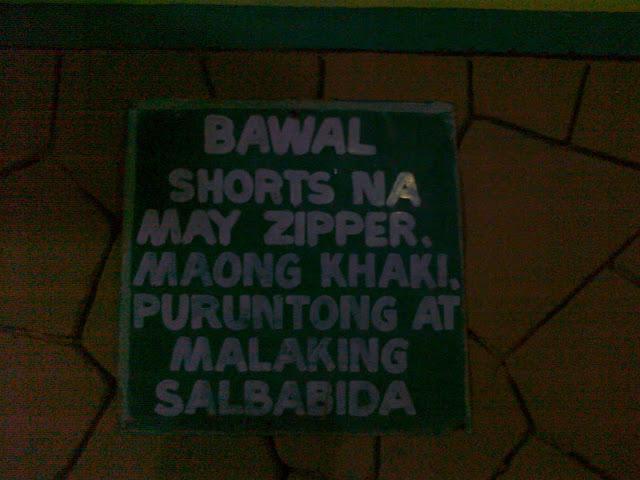 BAWAL
SHORTS NA
MAY ZIPPER.
MAONG KHAKI.
PURUNTONG AT
MALAKING
SALBABIDA